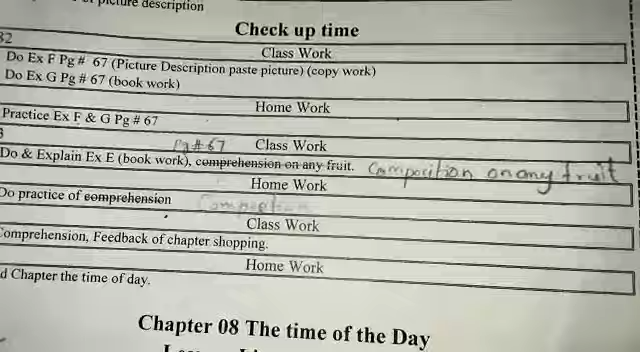 picture description
Check up time
32
Class Work
Do Ex F Pg # 67 (Picture Description paste picture) (copy work)
Do Ex G Pg # 67 (book work)
Home Work
Practice Ex F & G Pg # 67
3
Pg # 67 Class Work
Do & Explain Ex E (book work), comprehension on any fruit. Composition on any fruit
Home Work
Do practice of comprehension
Class Work
Comprehension, Feedback of chapter shopping.
Home Work
d Chapter the time of day.
Chapter 08 The time of the Day